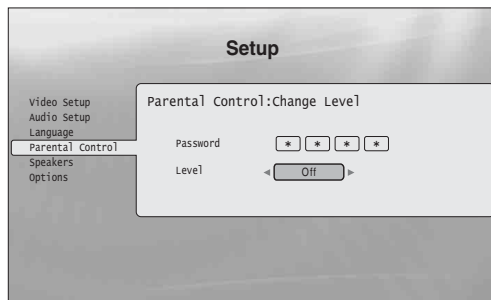 Setup
Video Setup
Audio Setup
Language
Parental Control
Speakers
Options
Parental Control:Change Level
Password * * * *
Level Off